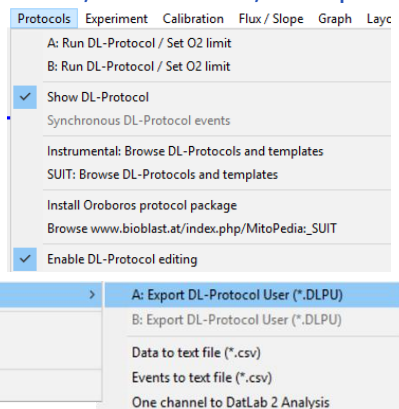 Protocols Experiment Calibration Flux / Slope Graph Layo
A: Run DL-Protocol / Set O2 limit
B: Run DL-Protocol / Set O2 limit
Show DL-Protocol
Synchronous DL-Protocol events
Instrumental: Browse DL-Protocols and templates
SUIT: Browse DL-Protocols and templates
Install Oroboros protocol package
Browse www.bioblast.at/index.php/MitoPedia:_SUIT
Enable DL-Protocol editing
A: Export DL-Protocol User (*.DLPU)
B: Export DL-Protocol User (*.DLPU)
Data to text file (*.csv)
Events to text file (*.csv)
One channel to DatLab 2 Analysis